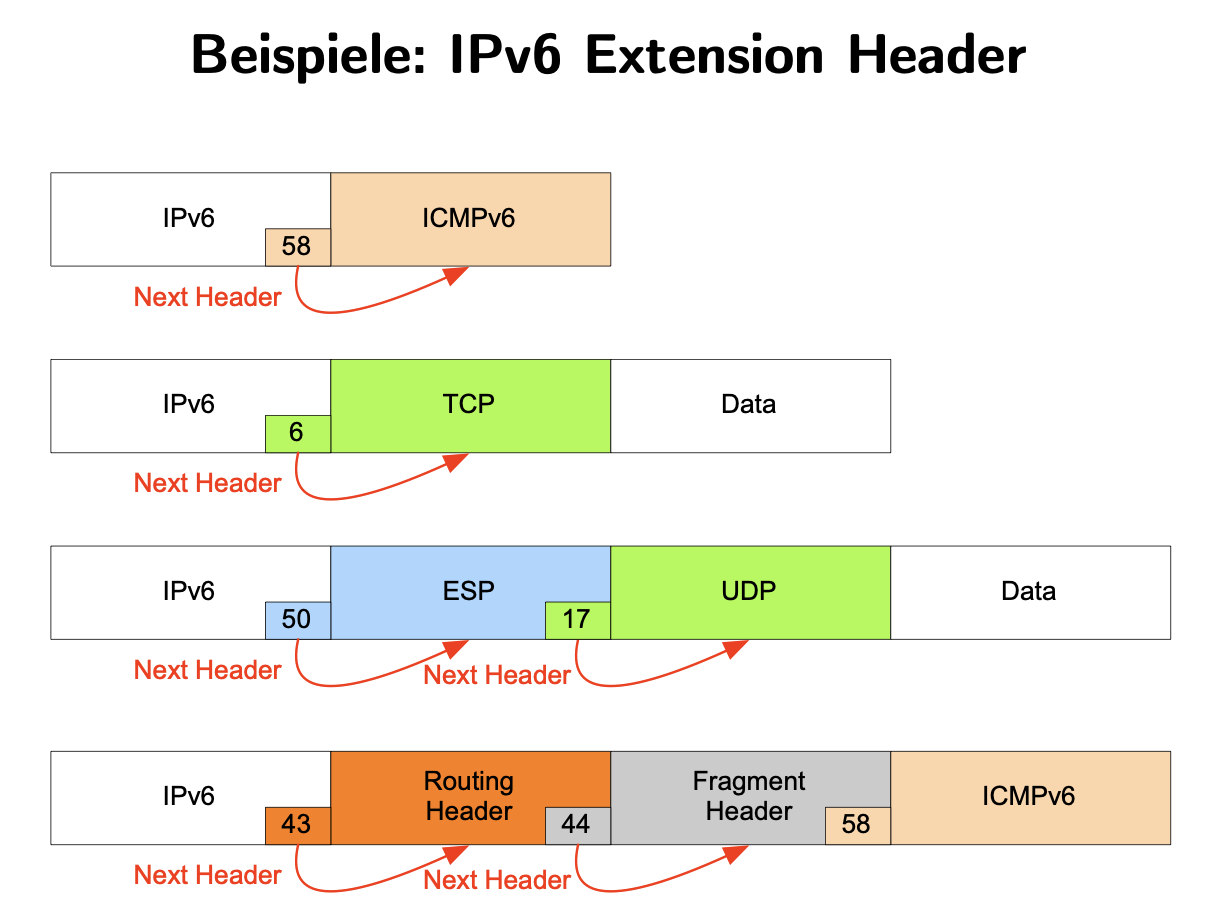 Beispiele: IPv6 Extension Header
IPv6
58
ICMPv6
Next Header
IPv6
6
TCP
Data
Next Header
IPv6
50
ESP
17
UDP
Data
Next Header
Next Header
IPv6
43
Routing
Header
44
Fragment
Header
58
ICMPv6
Next Header
Next Header